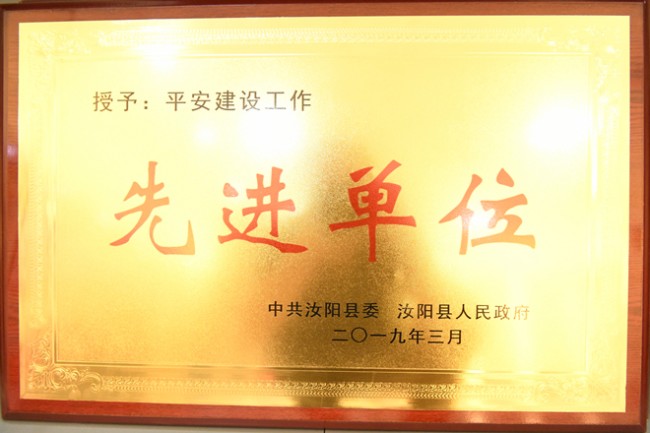 授予：平安建设工作
先进单位
中共汝阳县委 汝阳县人民政府
二〇一九年三月